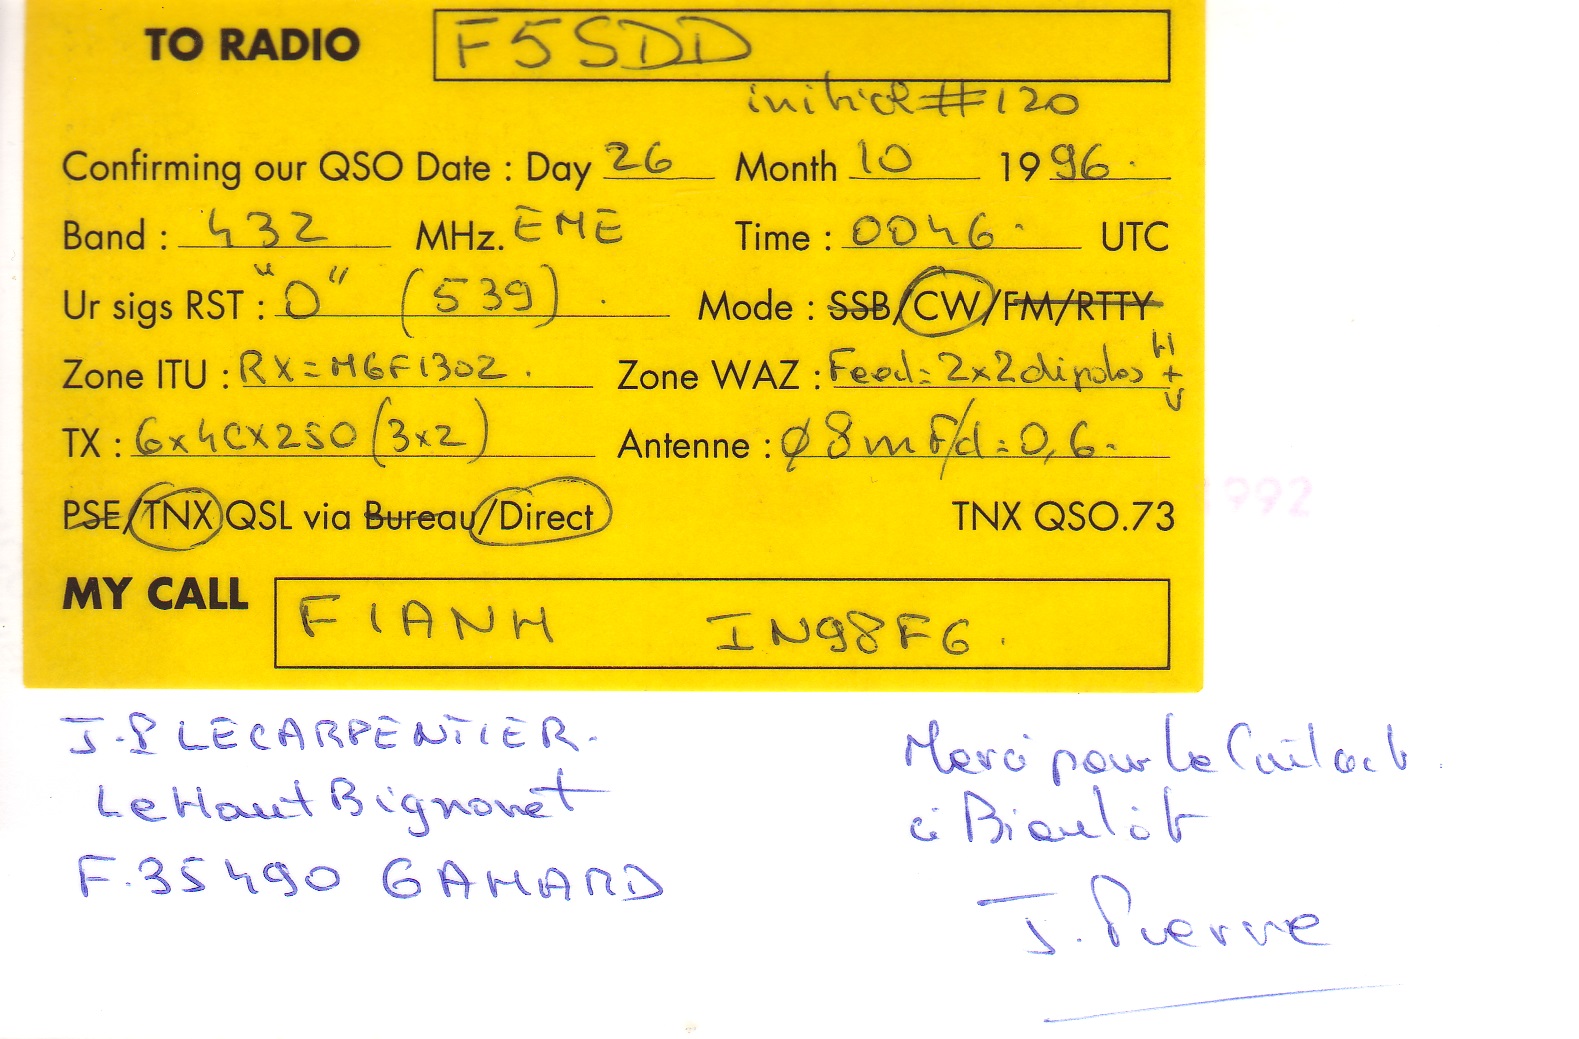 TO RADIO F5SDD
initial #120
Confirming our QSO Date : Day 26 Month 10 1996.
Band : 432 MHz. EME Time : 0046. UTC
Ur sigs RST : "O" (539) . Mode : SSB/CW/FM/RTTY
Zone ITU : RX = MGF1302. Zone WAZ : Feed = 2x2 dipoles H + V
TX : 6x4CX250 (3x2) Antenne : ø 8m F/d = 0,6.
PSE/TNX QSL via Bureau/Direct TNX QSO.73
1992
MY CALL F1ANH IN98FG.
J.P LECARPENTIER.
Le Haut Bignonet
F.35490 GAHARD
Merci pour le
à Bientôt
J. Pierre